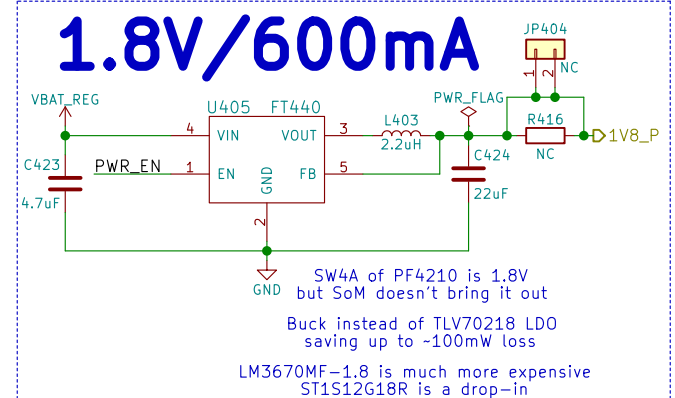 1.8V/600mA
JP404
1
2
NC
VBAT_REG
U405
FT440
PWR_FLAG
L403
2.2uH
R416
NC
1V8_P
4
VIN
VOUT
3
C423
4.7uF
PWR_EN
1
EN
GND
FB
5
C424
22uF
2
GND
SW4A of PF4210 is 1.8V
but SoM doesn't bring it out
Buck instead of TLV70218 LDO
saving up to ~100mW loss
LM3670MF-1.8 is much more expensive
ST1S12G18R is a drop-in